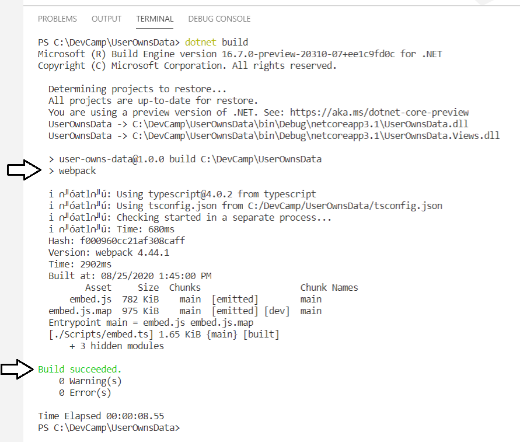 PROBLEMS OUTPUT TERMINAL DEBUG CONSOLE
PS C:\DevCamp\UserOwnsData> dotnet build
Microsoft (R) Build Engine version 16.7.0-preview-20310-07+ee1c9fd0c for .NET
Copyright (C) Microsoft Corporation. All rights reserved.
Determining projects to restore...
All projects are up-to-date for restore.
You are using a preview version of .NET. See: https://aka.ms/dotnet-core-preview
UserOwnsData -> C:\DevCamp\UserOwnsData\bin\Debug\netcoreapp3.1\UserOwnsData.dll
UserOwnsData -> C:\DevCamp\UserOwnsData\bin\Debug\netcoreapp3.1\UserOwnsData.Views.dll
> user-owns-data@1.0.0 build C:\DevCamp\UserOwnsData
> webpack
i Using typescript@4.0.2 from typescript
i Using tsconfig.json from C:/DevCamp/UserOwnsData/tsconfig.json
i Checking started in a separate process...
i Time: 680ms
Hash: f000960cc21af308caff
Version: webpack 4.44.1
Time: 2902ms
Built at: 08/25/2020 1:45:00 PM
Asset Size Chunks Chunk Names
embed.js 782 KiB main [emitted] main
embed.js.map 975 KiB main [emitted] [dev] main
Entrypoint main = embed.js embed.js.map
[./Scripts/embed.ts] 1.65 KiB {main} [built]
+ 3 hidden modules
Build succeeded.
0 Warning(s)
0 Error(s)
Time Elapsed 00:00:08.55
PS C:\DevCamp\UserOwnsData>